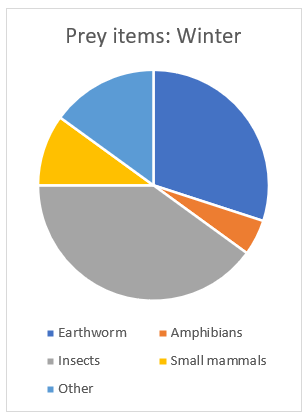 Prey items: Winter
Earthworm Amphibians
Insects Small mammals
Other